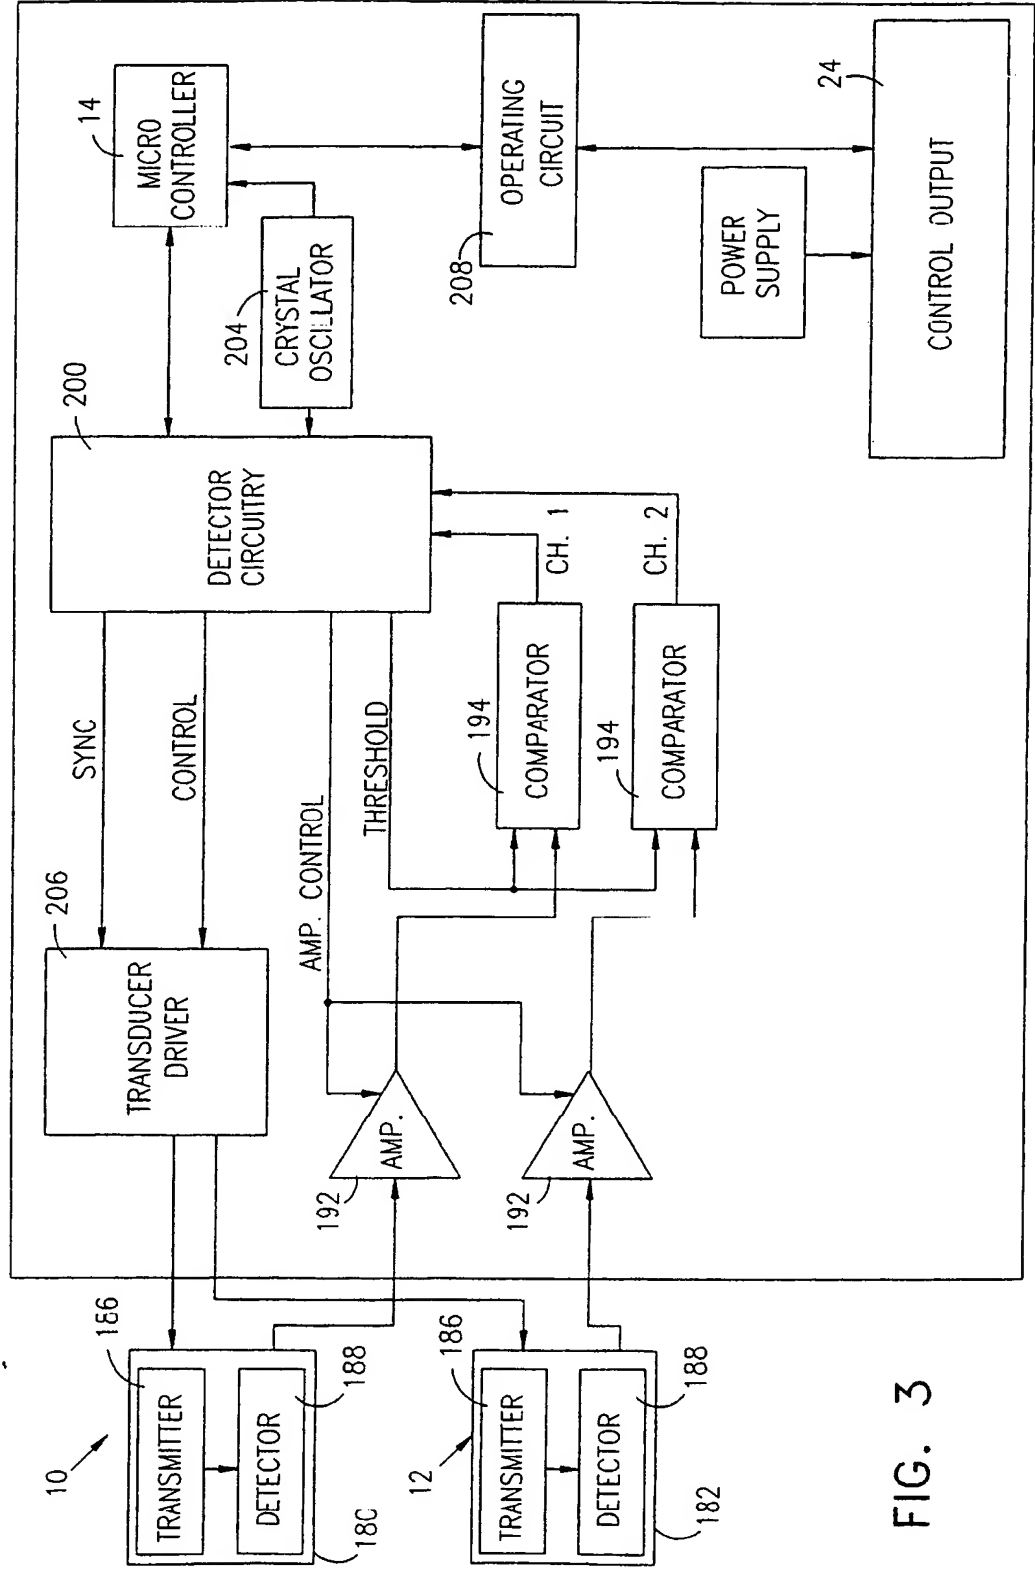 10
186
TRANSMITTER
DETECTOR
188
180
12
186
TRANSMITTER
DETECTOR
188
182
206
TRANSDUCER
DRIVER
SYNC
CONTROL
AMP. CONTROL
THRESHOLD
192
AMP.
192
AMP.
194
COMPARATOR
CH. 1
194
COMPARATOR
CH. 2
200
DETECTOR
CIRCUITRY
14
MICRO
CONTROLLER
204
CRYSTAL
OSCILLATOR
208
OPERATING
CIRCUIT
POWER
SUPPLY
24
CONTROL OUTPUT
FIG. 3